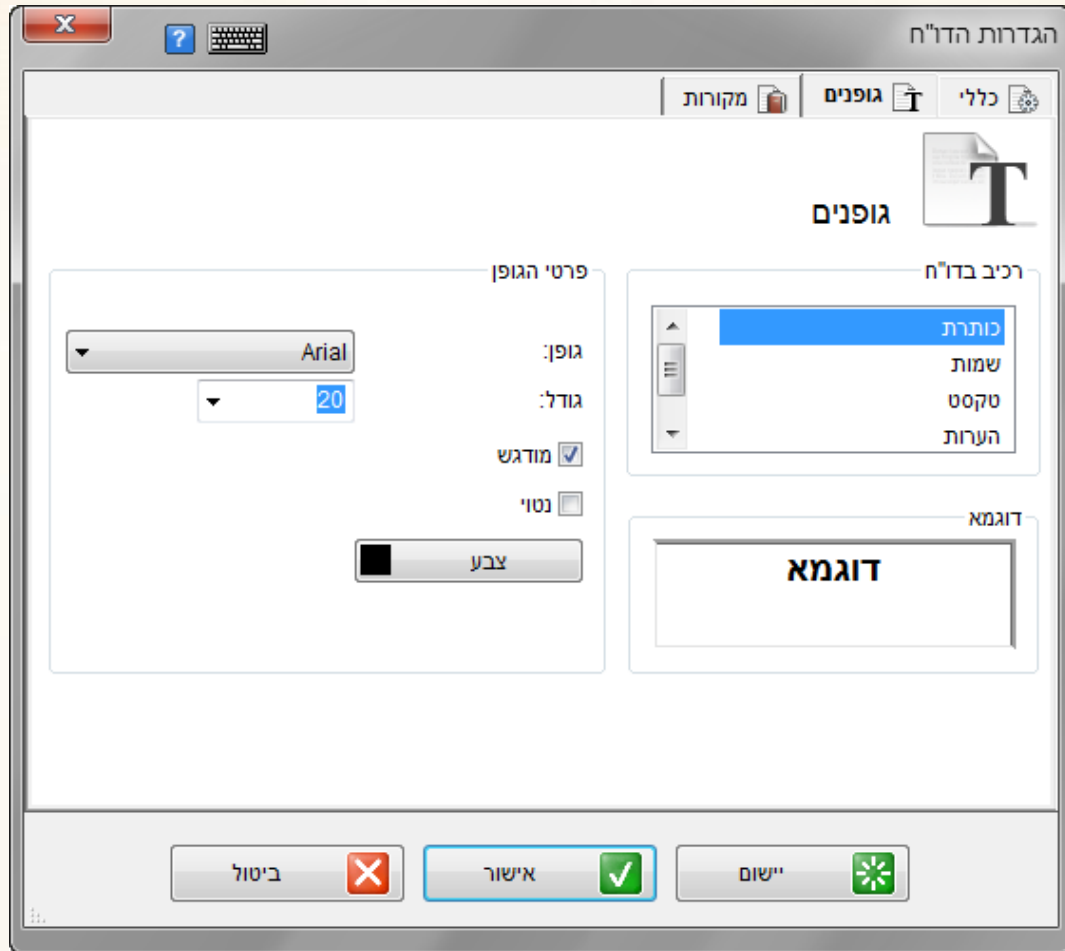 הגדרות הדו"ח
כללי
גופנים
מקורות
גופנים
רכיב בדו"ח
כותרת
שמות
טקסט
הערות
דוגמא
דוגמא
פרטי הגופן
גופן:
Arial
גודל:
20
מודגש
נטוי
צבע
יישום
אישור
ביטול